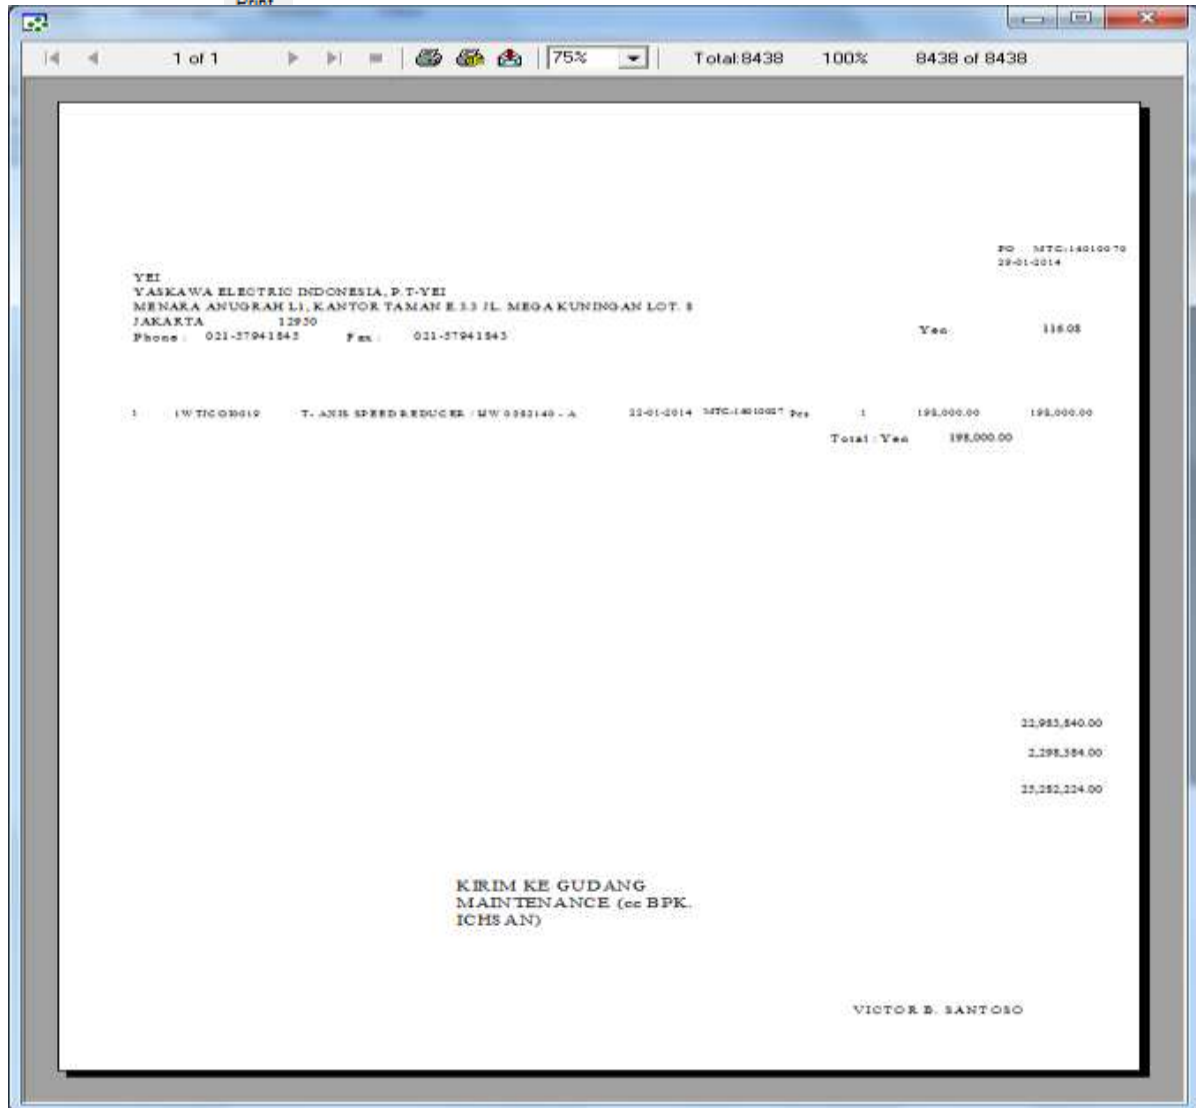 Print
1 of 1 75% Total:8438 100% 8438 of 8438
PO : MTC-14010070
29-01-2014
YEI
YASKAWA ELECTRIC INDONESIA, P.T-YEI
MENARA ANUGRAH L1, KANTOR TAMAN E.3.3 JL. MEGA KUNINGAN LOT. 8
JAKARTA 12950
Phone : 021-57941845 Fax : 021-57941843
Yen 116.08
1 T- AXIS SPEED REDUCER / HW 0382140 - A 22-01-2014 Pcs 1 198,000.00 198,000.00
Total : Yen 198,000.00
22,983,840.00
2,298,384.00
25,282,224.00
KIRIM KE GUDANG
MAINTENANCE (cc BPK.
ICHSAN)
VICTOR B. SANTOSO